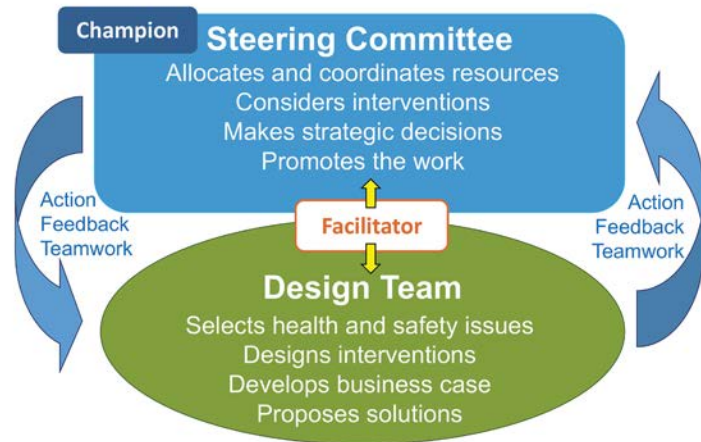 Champion
Steering Committee
Allocates and coordinates resources
Considers interventions
Makes strategic decisions
Promotes the work
Action
Feedback
Teamwork
Facilitator
Action
Feedback
Teamwork
Design Team
Selects health and safety issues
Designs interventions
Develops business case
Proposes solutions